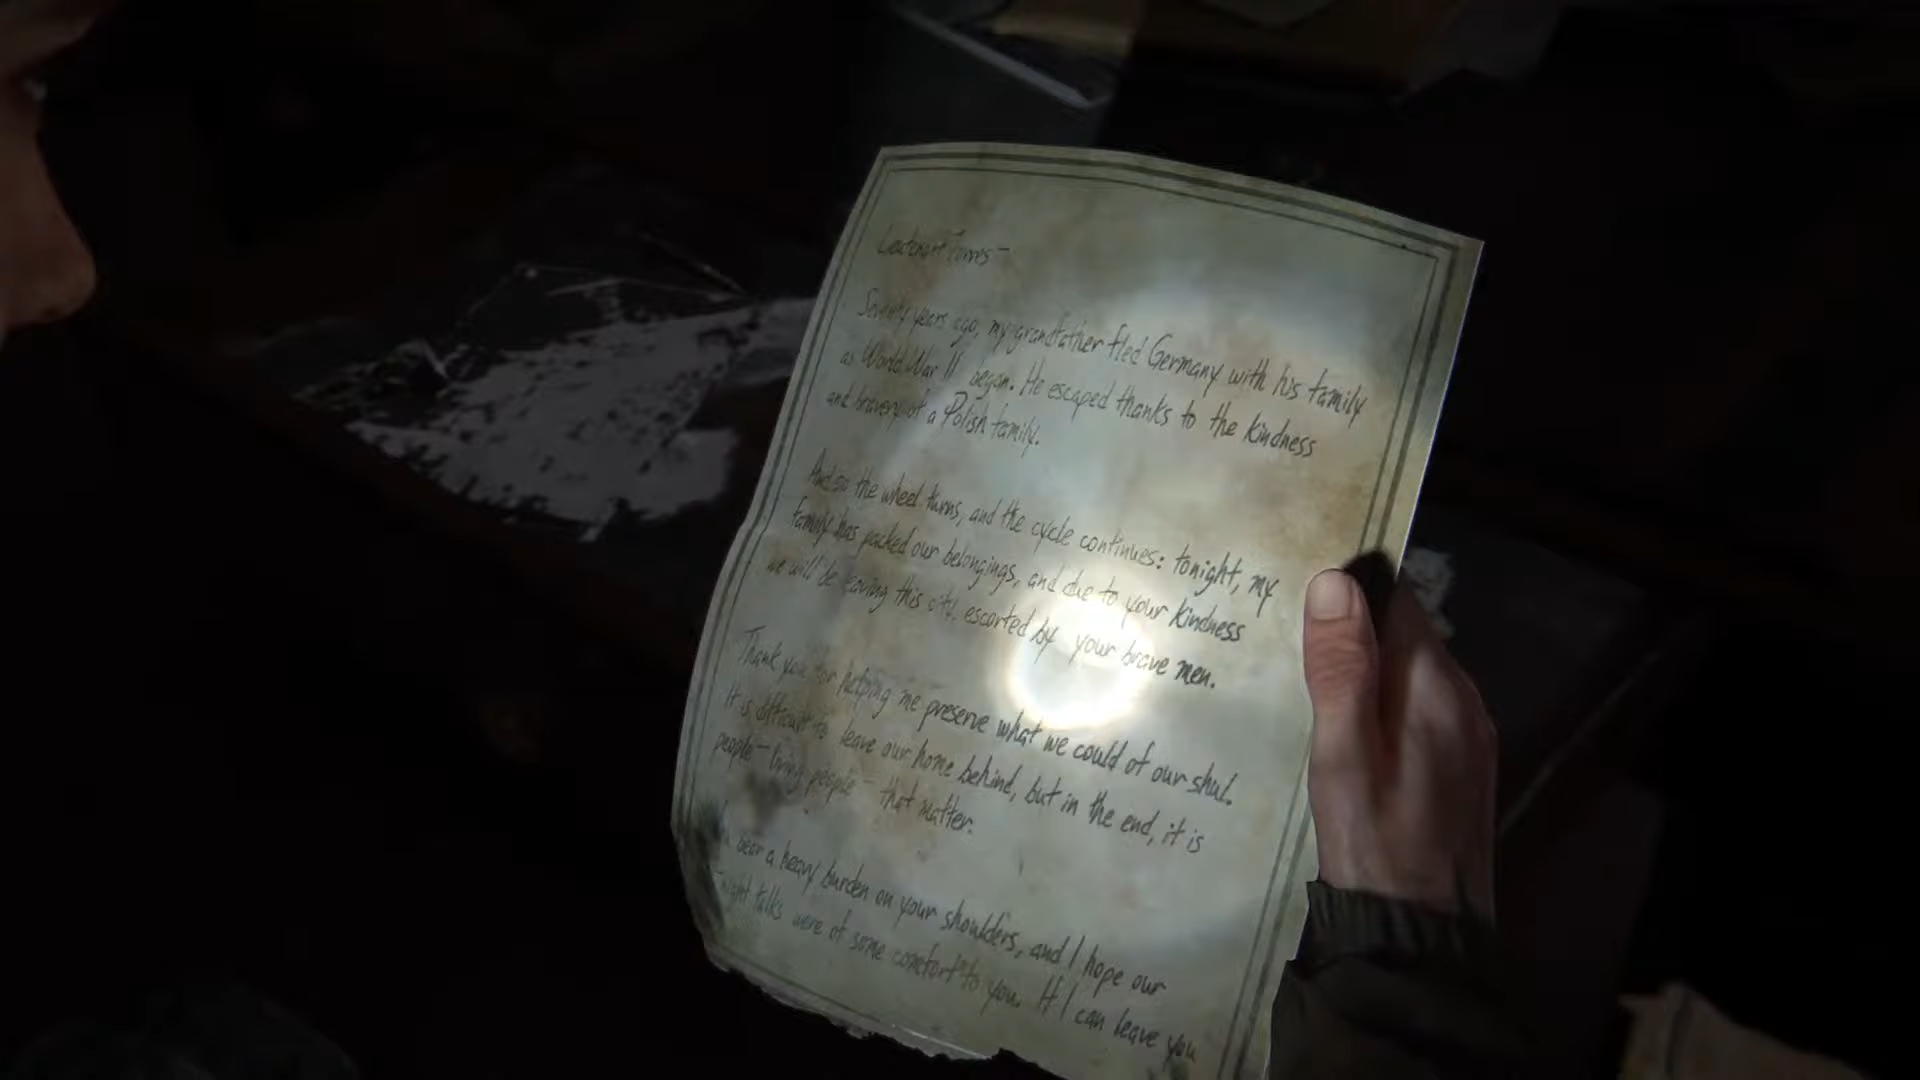 Lieutenant Torres—
Seventy years ago, my grandfather fled Germany with his family
as World War II began. He escaped thanks to the kindness
and bravery of a Polish family.
And so the wheel turns, and the cycle continues: tonight, my
family has packed our belongings, and due to your kindness
we will be leaving this city, escorted by your brave men.
Thank you for helping me preserve what we could of our shul.
It is difficult to leave our home behind, but in the end, it is
people—living people—that matter.
bear a heavy burden on your shoulders, and I hope our
night talks were of some comfort to you. If I can leave you